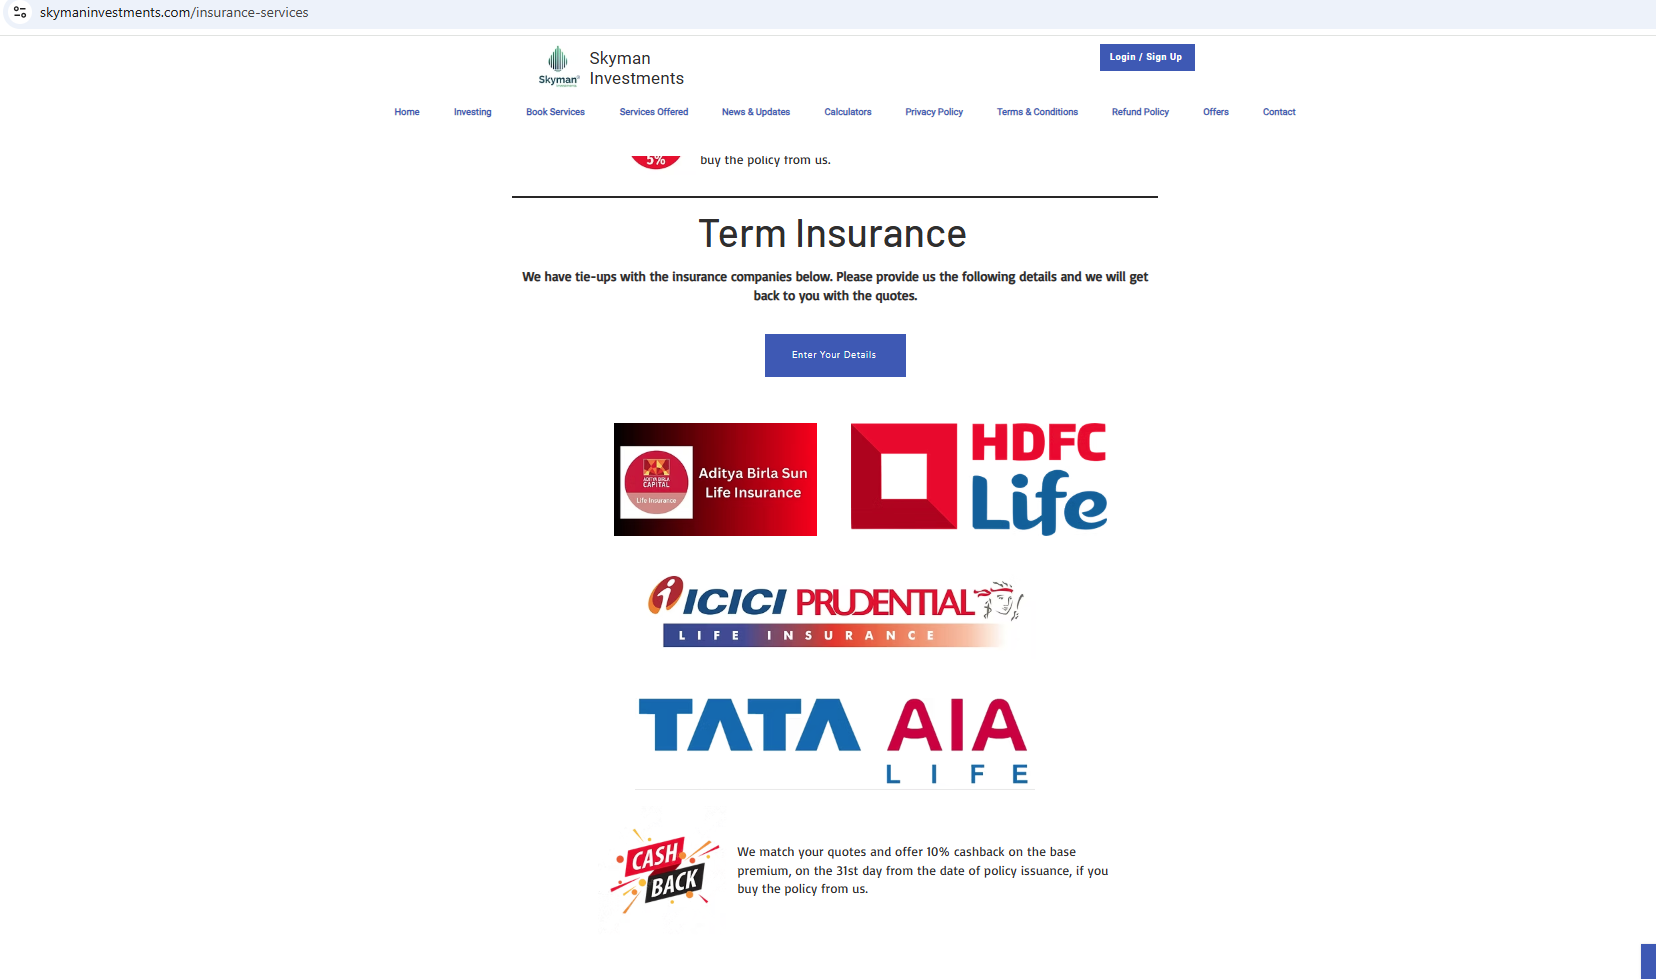 skymaninvestments.com/insurance-services
Skyman
Investments
Skyman
Login / Sign Up
Home
Investing
Book Services
Services Offered
News & Updates
Calculators
Privacy Policy
Terms & Conditions
Refund Policy
Offers
Contact
5%
buy the policy from us.
Term Insurance
We have tie-ups with the insurance companies below. Please provide us the following details and we will get
back to you with the quotes.
Enter Your Details
ADITYA BIRLA
CAPITAL
Life Insurance
Aditya Birla Sun
Life Insurance
HDFC
Life
ICICI PRUDENTIAL
LIFE INSURANCE
TATA AIA
LIFE
CASH
BACK
We match your quotes and offer 10% cashback on the base
premium, on the 31st day from the date of policy issuance, if you
buy the policy from us.